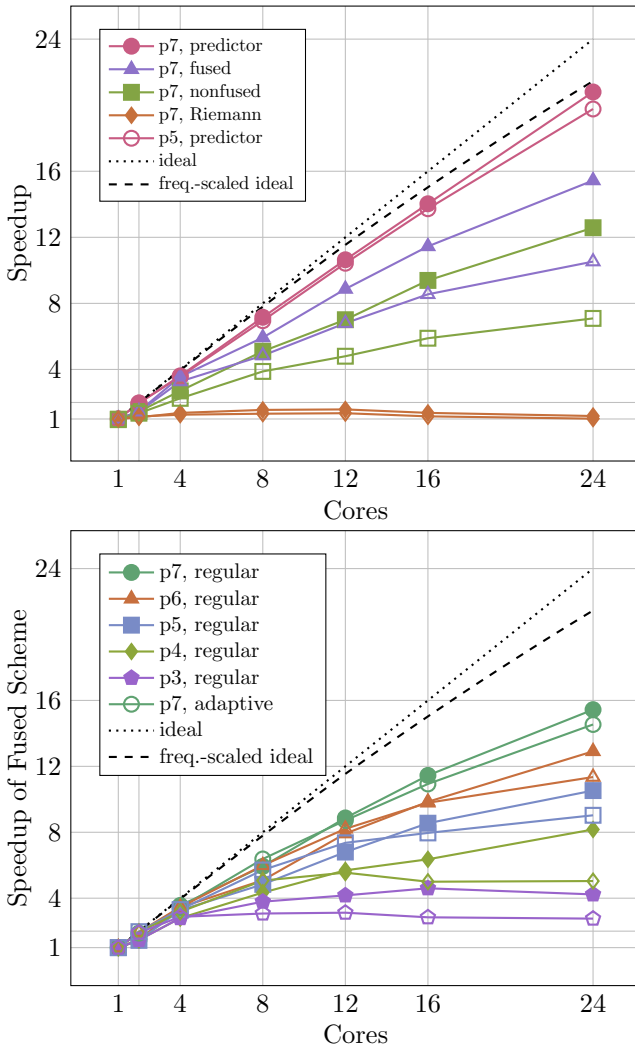 24
16
12
8
4
1
Speedup
p7, predictor
p7, fused
p7, nonfused
p7, Riemann
p5, predictor
ideal
freq.-scaled ideal
1 4 8 12 16 24
Cores
24
16
12
8
4
1
Speedup of Fused Scheme
p7, regular
p6, regular
p5, regular
p4, regular
p3, regular
p7, adaptive
ideal
freq.-scaled ideal
1 4 8 12 16 24
Cores